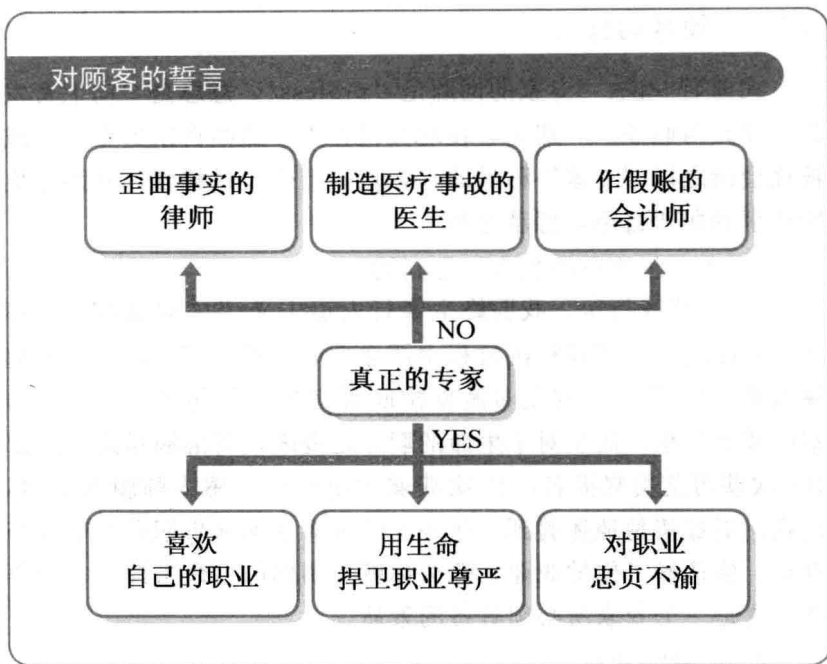 对顾客的誓言
歪曲事实的
律师
制造医疗事故的
医生
作假账的
会计师
NO
真正的专家
YES
喜欢
自己的职业
用生命
捍卫职业尊严
对职业
忠贞不渝